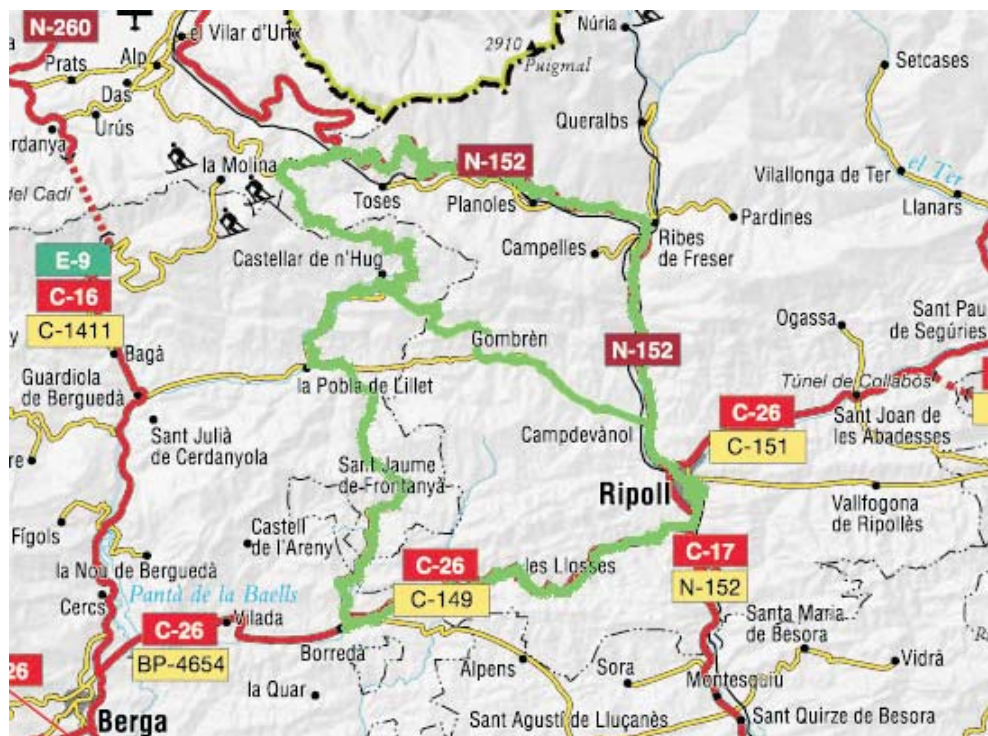 N-260
el Vilar d'Urtx
Prats
Alp
Das
Urús
2910
Puigmal
Núria
Setcases
Queralbs
la Molina
del Cadí
N-152
Toses
Planoles
Vilallonga de Ter
el Ter
Llanars
Pardines
Campelles
Ribes
de Freser
Castellar de n'Hug
E-9
C-16
C-1411
Bagà
Guardiola
de Berguedà
Gombrèn
la Pobla de Lillet
N-152
Ogassa
Sant Pau
de Segúries
Túnel de Collabós
C-26
C-151
Sant Joan de
les Abadesses
Campdevànol
Sant Julià
de Cerdanyola
Sant Jaume
de Frontanyà
Ripoll
Vallfogona
de Ripollès
Fígols
Castell
de l'Areny
la Nou de Berguedà
Cercs
Pantà de la Baells
C-26
C-149
les Llosses
C-17
N-152
Vilada
C-26
BP-4654
Borredà
Santa Maria
de Besora
Alpens
Sora
Vidrà
la Quar
Montesquiu
Berga
Sant Agustí de Lluçanès
Sant Quirze de Besora